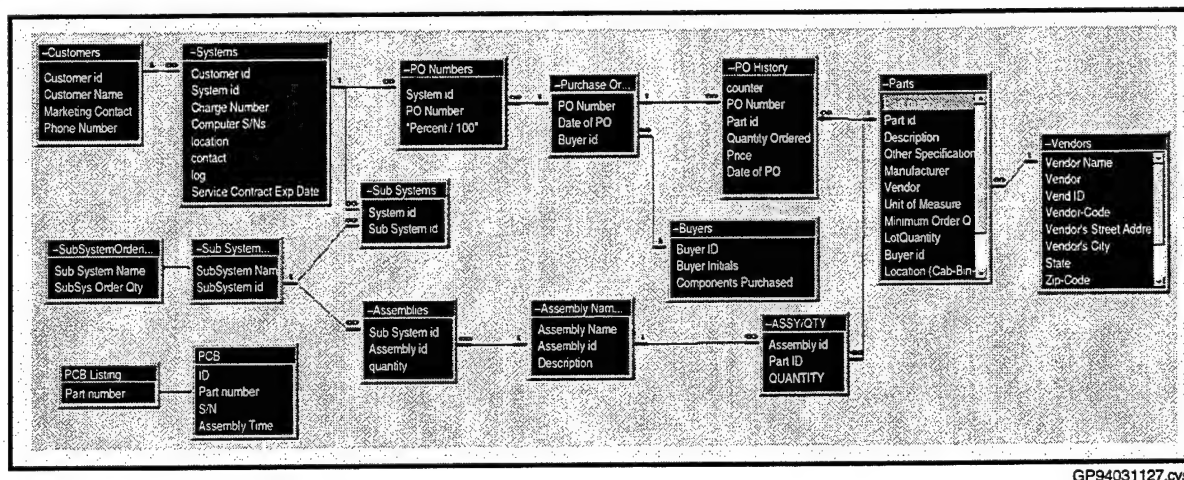 –Customers
Customer id
Customer Name
Marketing Contact
Phone Number
–Systems
Customer id
System id
Charge Number
Computer S/Ns
location
contact
log
Service Contract Exp Date
–PO Numbers
System id
PO Number
"Percent / 100"
–Purchase Or...
PO Number
Date of PO
Buyer id
–PO History
counter
PO Number
Part id
Quantity Ordered
Price
Date of PO
–Parts
Part id
Description
Other Specification
Manufacturer
Vendor
Unit of Measure
Minimum Order Q
LotQuantity
Buyer id
Location (Cab-Bin-
–Vendors
Vendor Name
Vendor
Vend ID
Vendor-Code
Vendor's Street Addre
Vendor's City
State
Zip-Code
–Sub Systems
System id
Sub System id
–SubSystemOrderi...
Sub System Name
SubSys Order Qty
–Sub System...
SubSystem Nam
SubSystem id
–Buyers
Buyer ID
Buyer Initials
Components Purchased
–Assemblies
Sub System id
Assembly id
quantity
–Assembly Nam...
Assembly Name
Assembly id
Description
–ASSY/QTY
Assembly id
Part ID
QUANTITY
PCB Listing
Part number
PCB
ID
Part number
S/N
Assembly Time
GP94031127.cvs